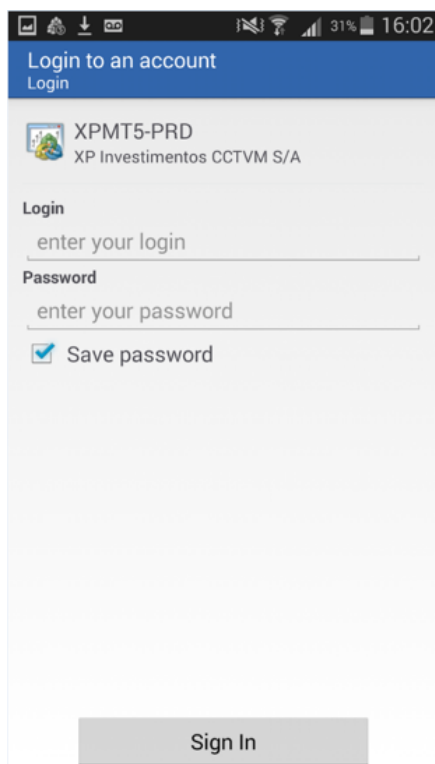 31% 16:02
Login to an account
Login
XPMT5-PRD
XP Investimentos CCTVM S/A
Login
enter your login
Password
enter your password
Save password
Sign In